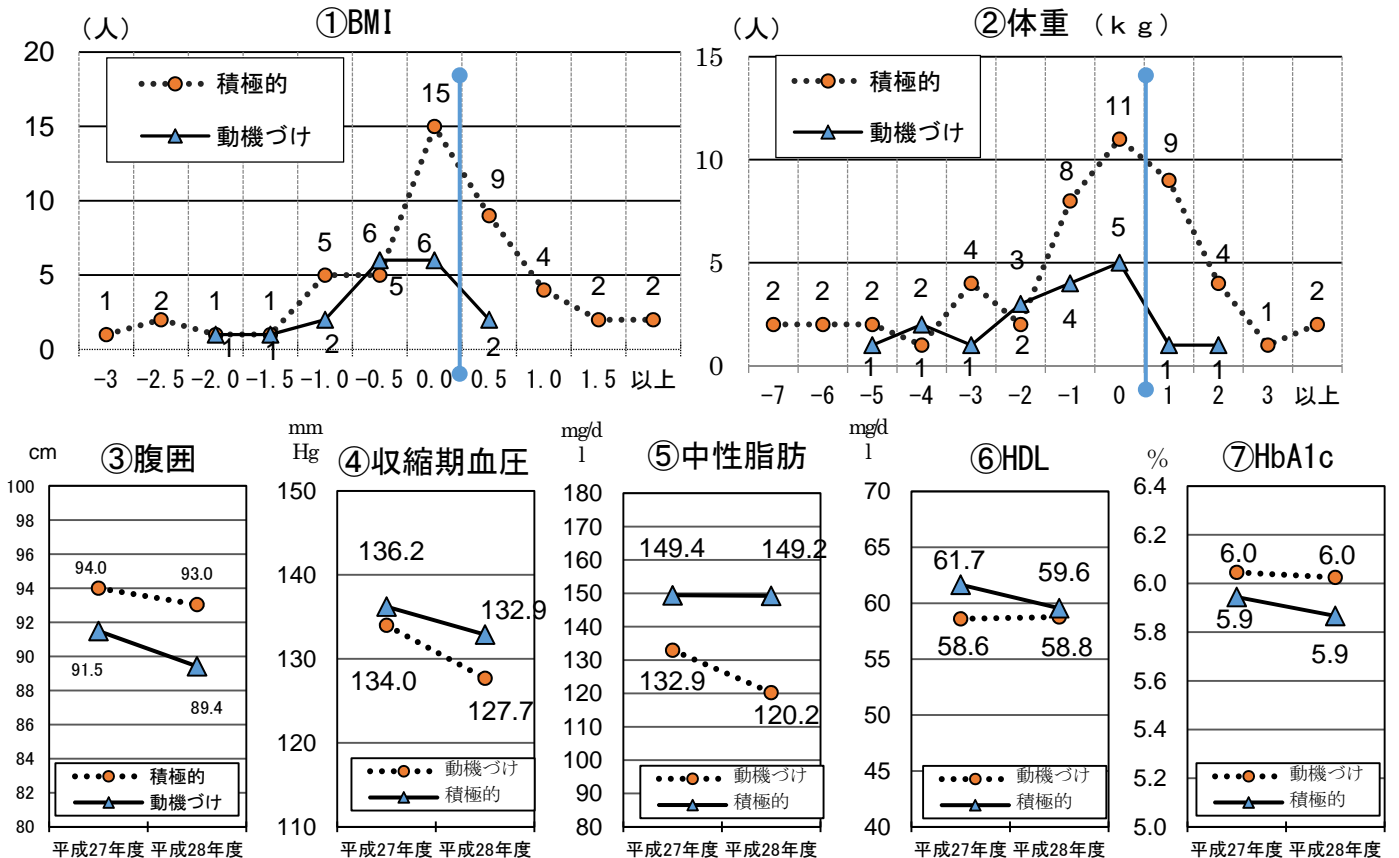 (人)
①BMI
20
15
10
5
0
積極的
動機づけ
1
2
1
1
5
5
15
9
4
2
2
1
1
2
6
6
2
-3 -2.5 -2.0 -1.5 -1.0 -0.5 0.0 0.5 1.0 1.5 以上
(人)
②体重 (kg)
15
10
5
0
積極的
動機づけ
2
2
2
2
4
3
8
11
9
4
1
2
1
1
1
2
4
5
1
1
-7 -6 -5 -4 -3 -2 -1 0 1 2 3 以上
cm
③腹囲
100
98
96
94
92
90
88
86
84
82
80
94.0
93.0
91.5
89.4
積極的
動機づけ
平成27年度 平成28年度
mm
Hg
④収縮期血圧
150
140
130
120
110
136.2
132.9
134.0
127.7
動機づけ
積極的
平成27年度 平成28年度
mg/d
l
⑤中性脂肪
180
170
160
150
140
130
120
110
100
90
80
149.4
149.2
132.9
120.2
動機づけ
積極的
平成27年度 平成28年度
mg/d
l
⑥HDL
70
65
60
55
50
45
40
61.7
59.6
58.6
58.8
動機づけ
積極的
平成27年度 平成28年度
%
⑦HbA1c
6.4
6.2
6.0
5.8
5.6
5.4
5.2
5.0
6.0
6.0
5.9
5.9
動機づけ
積極的
平成27年度 平成28年度